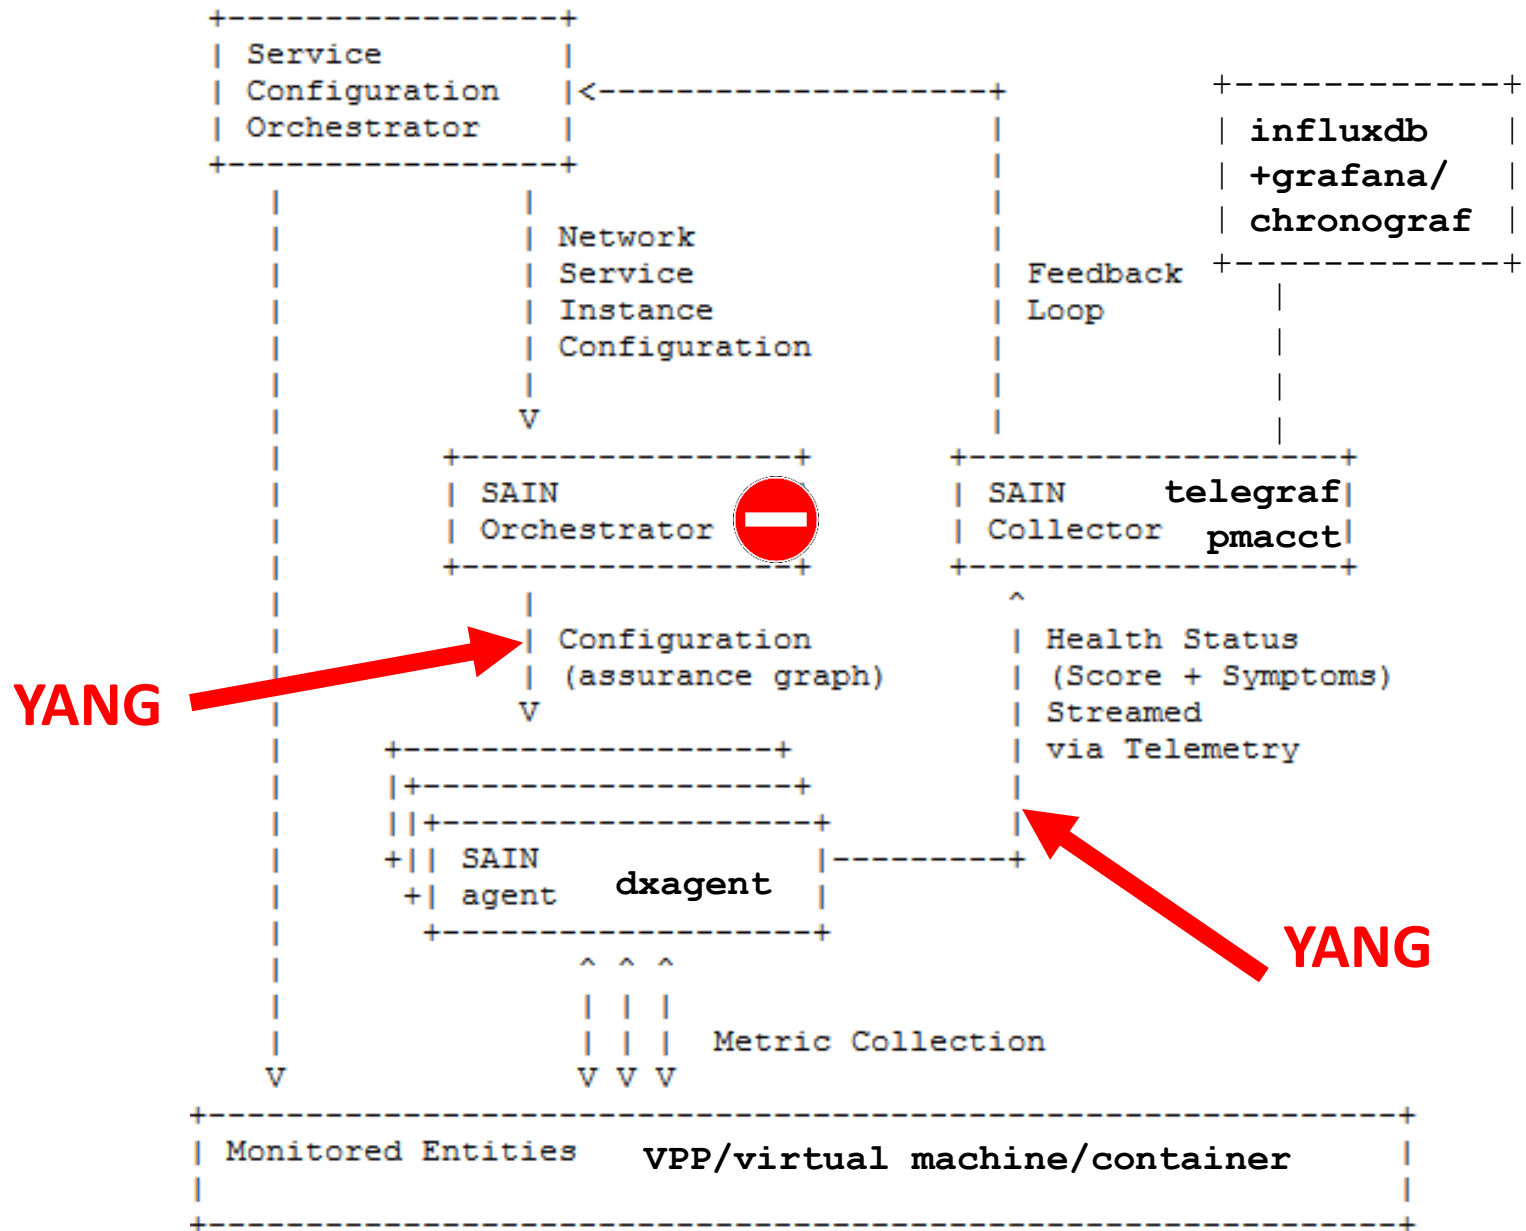 Service
Configuration
Orchestrator
influxdb
+grafana/
chronograf
Network
Service
Instance
Configuration
Feedback
Loop
SAIN
Orchestrator
SAIN telegraf
Collector pmacct
Configuration
(assurance graph)
Health Status
(Score + Symptoms)
Streamed
via Telemetry
YANG
SAIN
agent dxagent
YANG
Metric Collection
Monitored Entities VPP/virtual machine/container